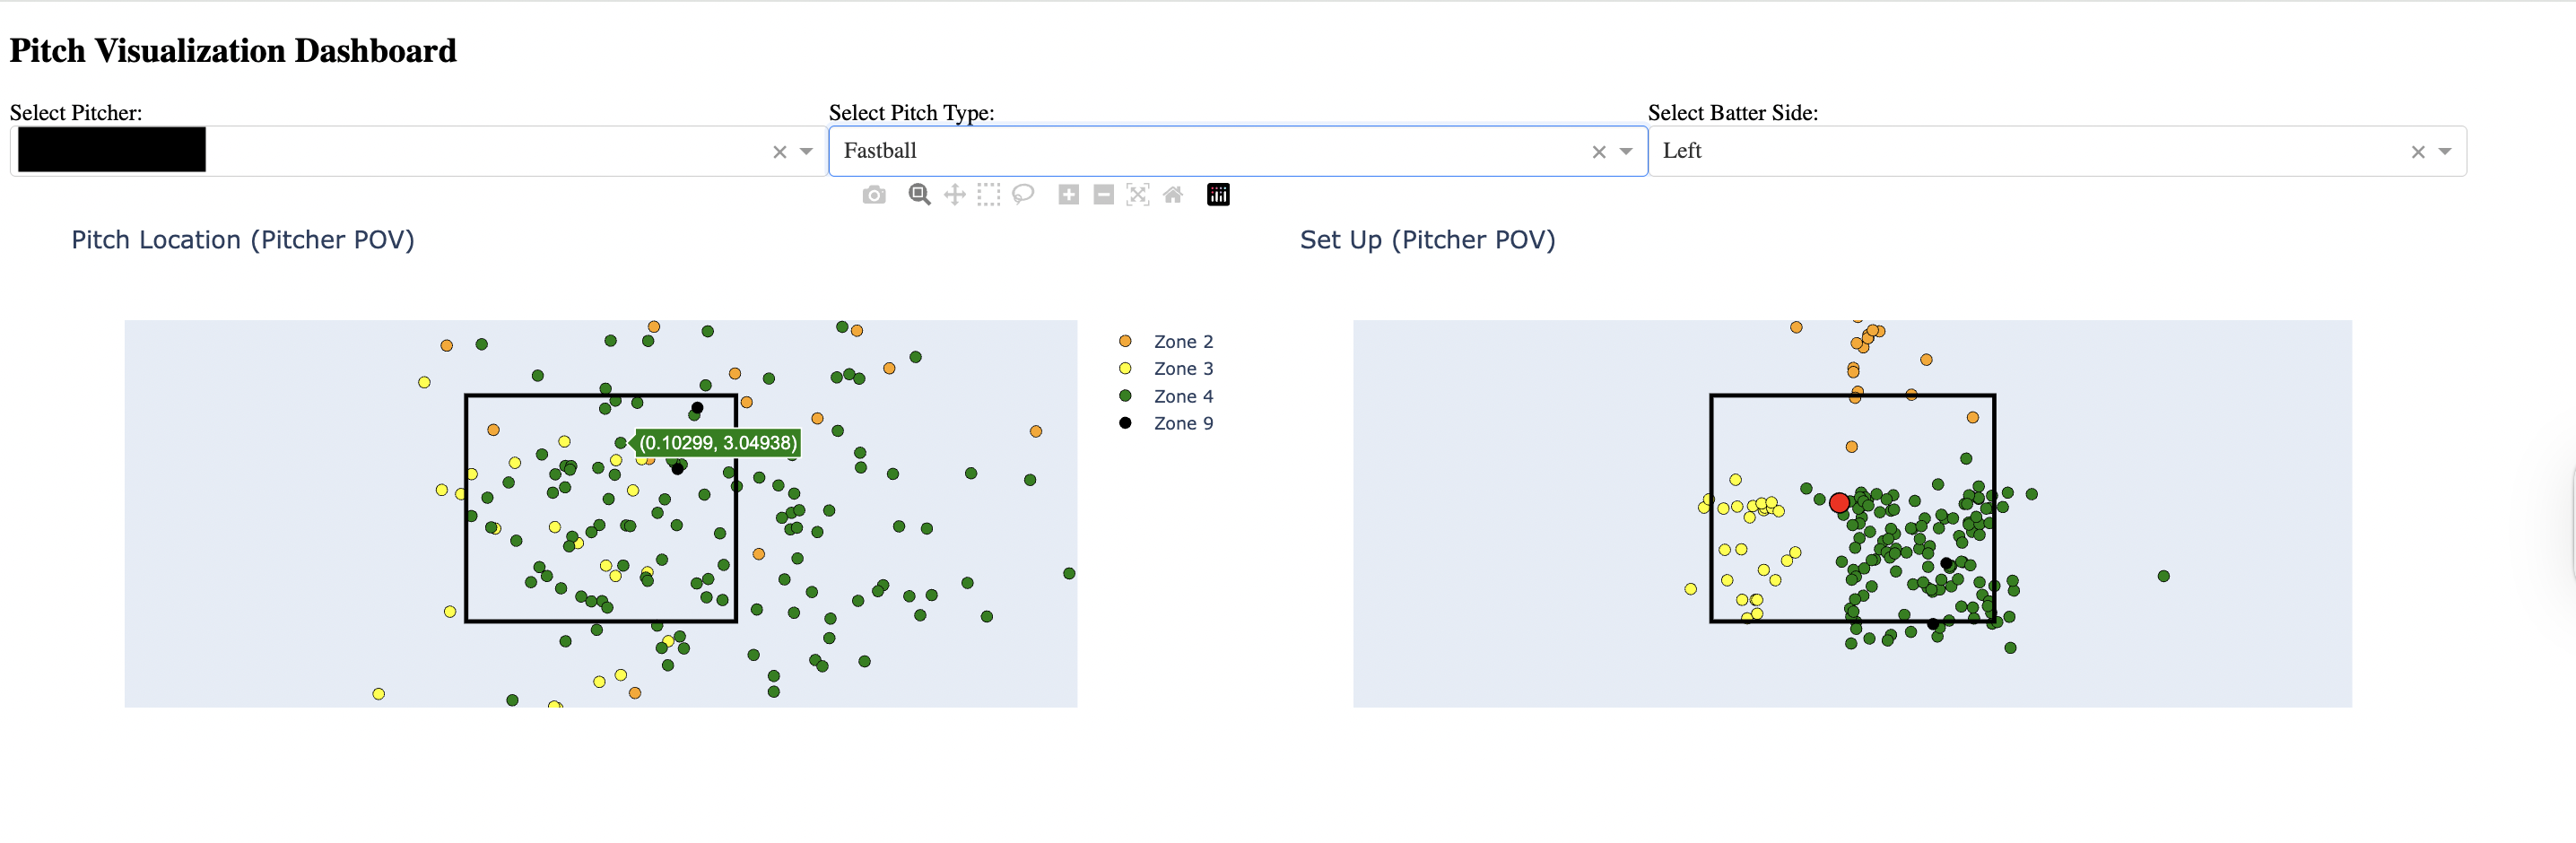 Pitch Visualization Dashboard
Select Pitcher:
Select Pitch Type:
Select Batter Side:
Fastball
Left
Pitch Location (Pitcher POV)
Set Up (Pitcher POV)
Zone 2
Zone 3
Zone 4
Zone 9
(0.10299, 3.04938)